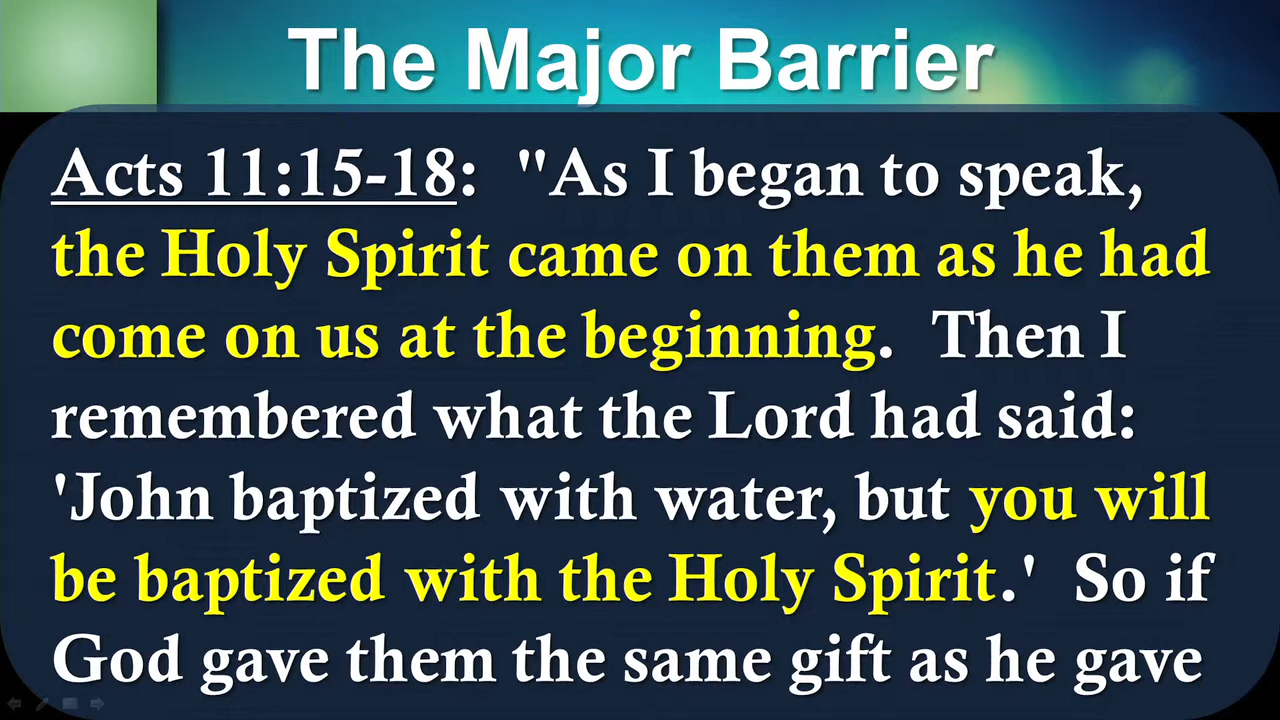 The Major Barrier
Acts 11:15-18:  "As I began to speak,
the Holy Spirit came on them as he had
come on us at the beginning.  Then I
remembered what the Lord had said:
'John baptized with water, but you will
be baptized with the Holy Spirit.'  So if
God gave them the same gift as he gave